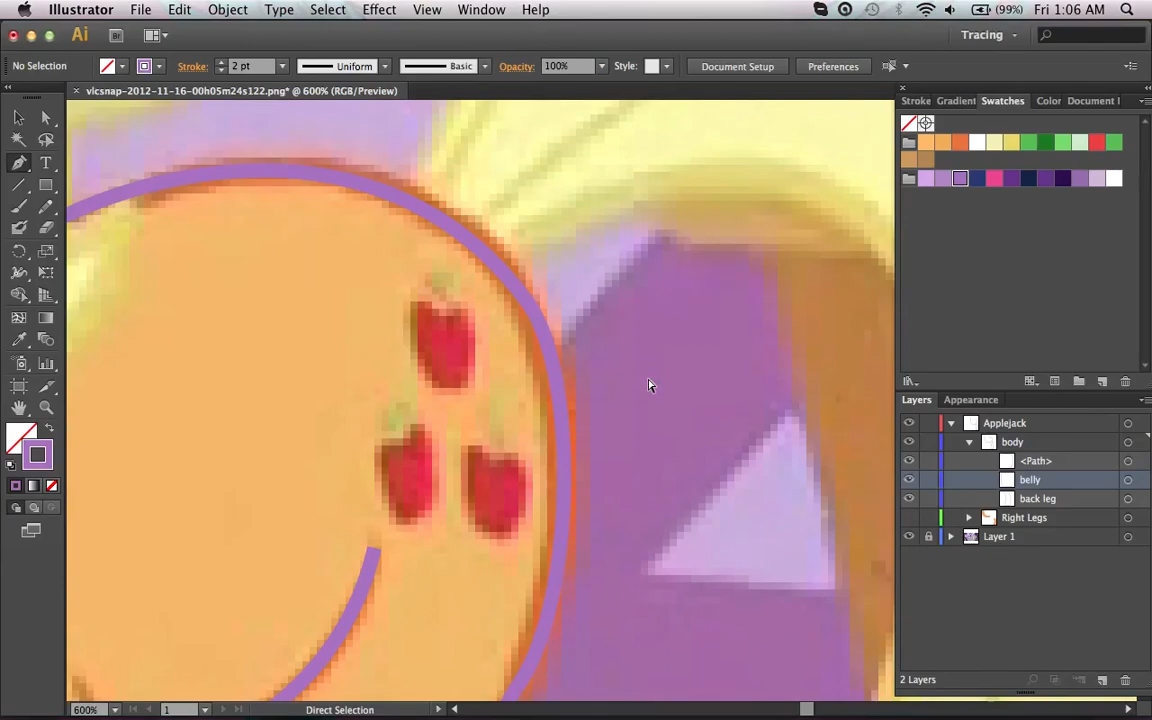 Illustrator File Edit Object Type Select Effect View Window Help (99%) Fri 1:06 AM
Ai Br Tracing
No Selection Stroke: 2 pt Uniform Basic Opacity: 100% Style: Document Setup Preferences
× vlcsnap-2012-11-16-00h05m24s122.png* @ 600% (RGB/Preview)
Stroke Gradient Swatches Color Document I
Layers Appearance
Applejack
body
<Path>
belly
back leg
Right Legs
Layer 1
2 Layers
600% 1 Direct Selection